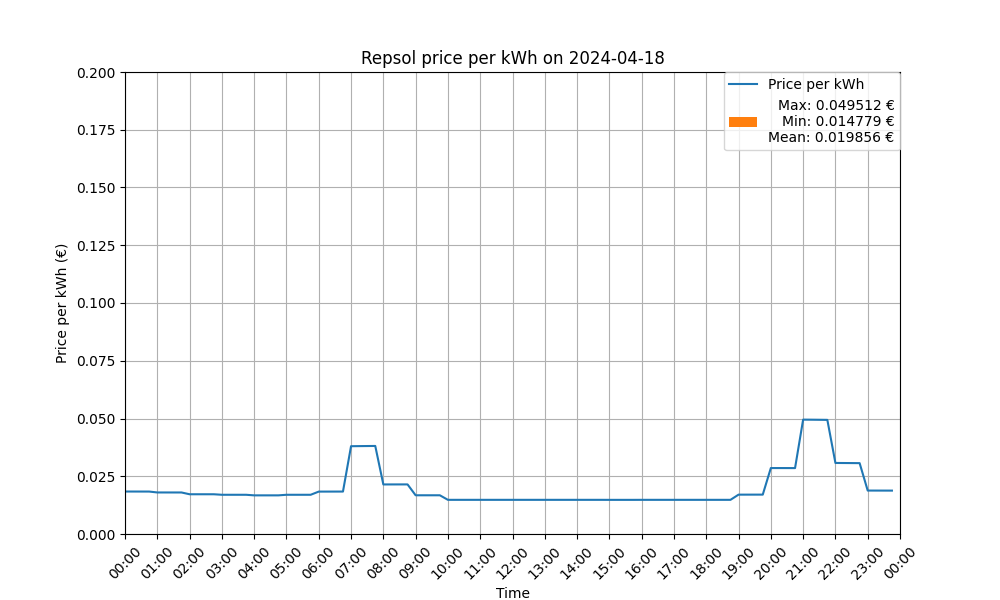 Repsol price per kWh on 2024-04-18
Price per kWh
Max: 0.049512 €
Min: 0.014779 €
Mean: 0.019856 €
Price per kWh (€)
0.200
0.175
0.150
0.125
0.100
0.075
0.050
0.025
0.000
00:00 01:00 02:00 03:00 04:00 05:00 06:00 07:00 08:00 09:00 10:00 11:00 12:00 13:00 14:00 15:00 16:00 17:00 18:00 19:00 20:00 21:00 22:00 23:00 00:00
Time